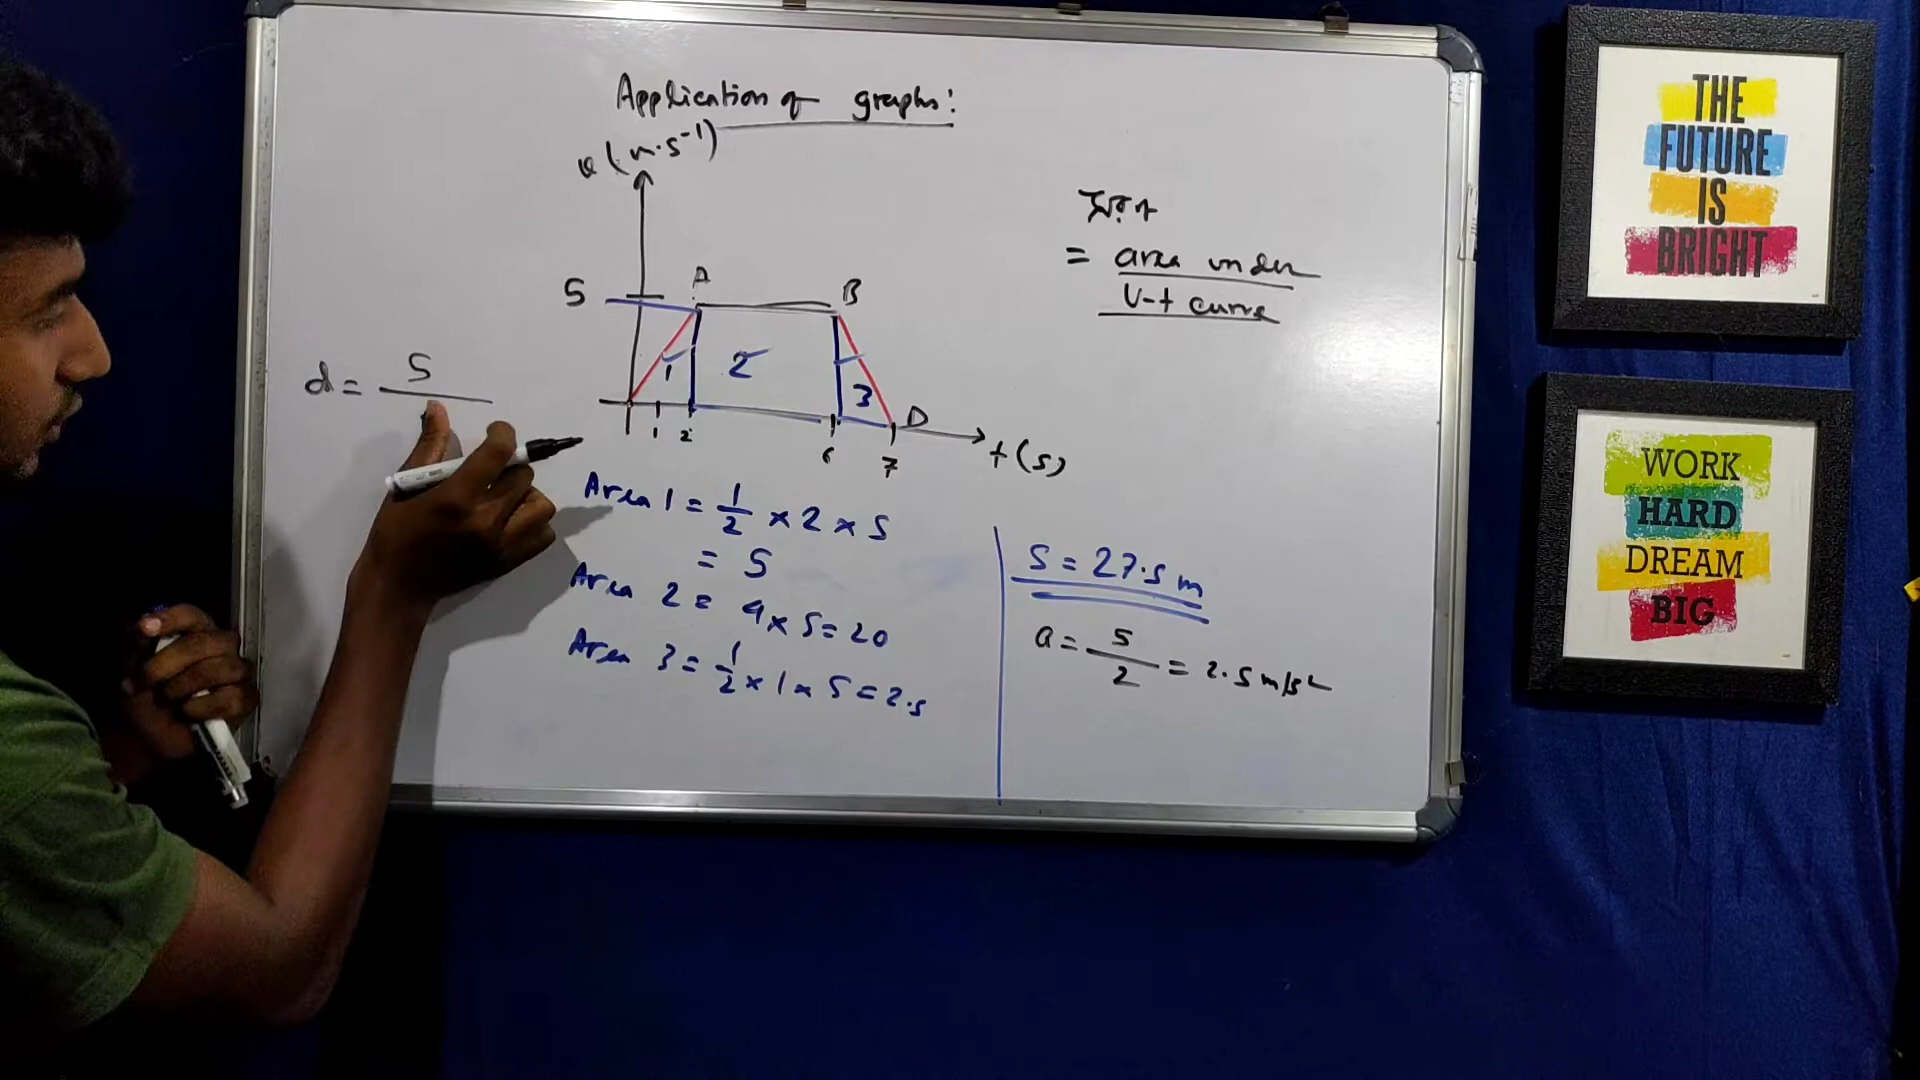 Application of graphs:
v (m.s⁻¹)
5
A
B
1
2
3
D
1
2
6
7
t (s)
d = 5
সরণ
= area under
v-t curve
Area 1 = 1/2 × 2 × 5
= 5
Area 2 = 4 × 5 = 20
Area 3 = 1/2 × 1 × 5 = 2.5
S = 27.5 m
a = 5/2 = 2.5 m/s²
THE
FUTURE
IS
BRIGHT
WORK
HARD
DREAM
BIG